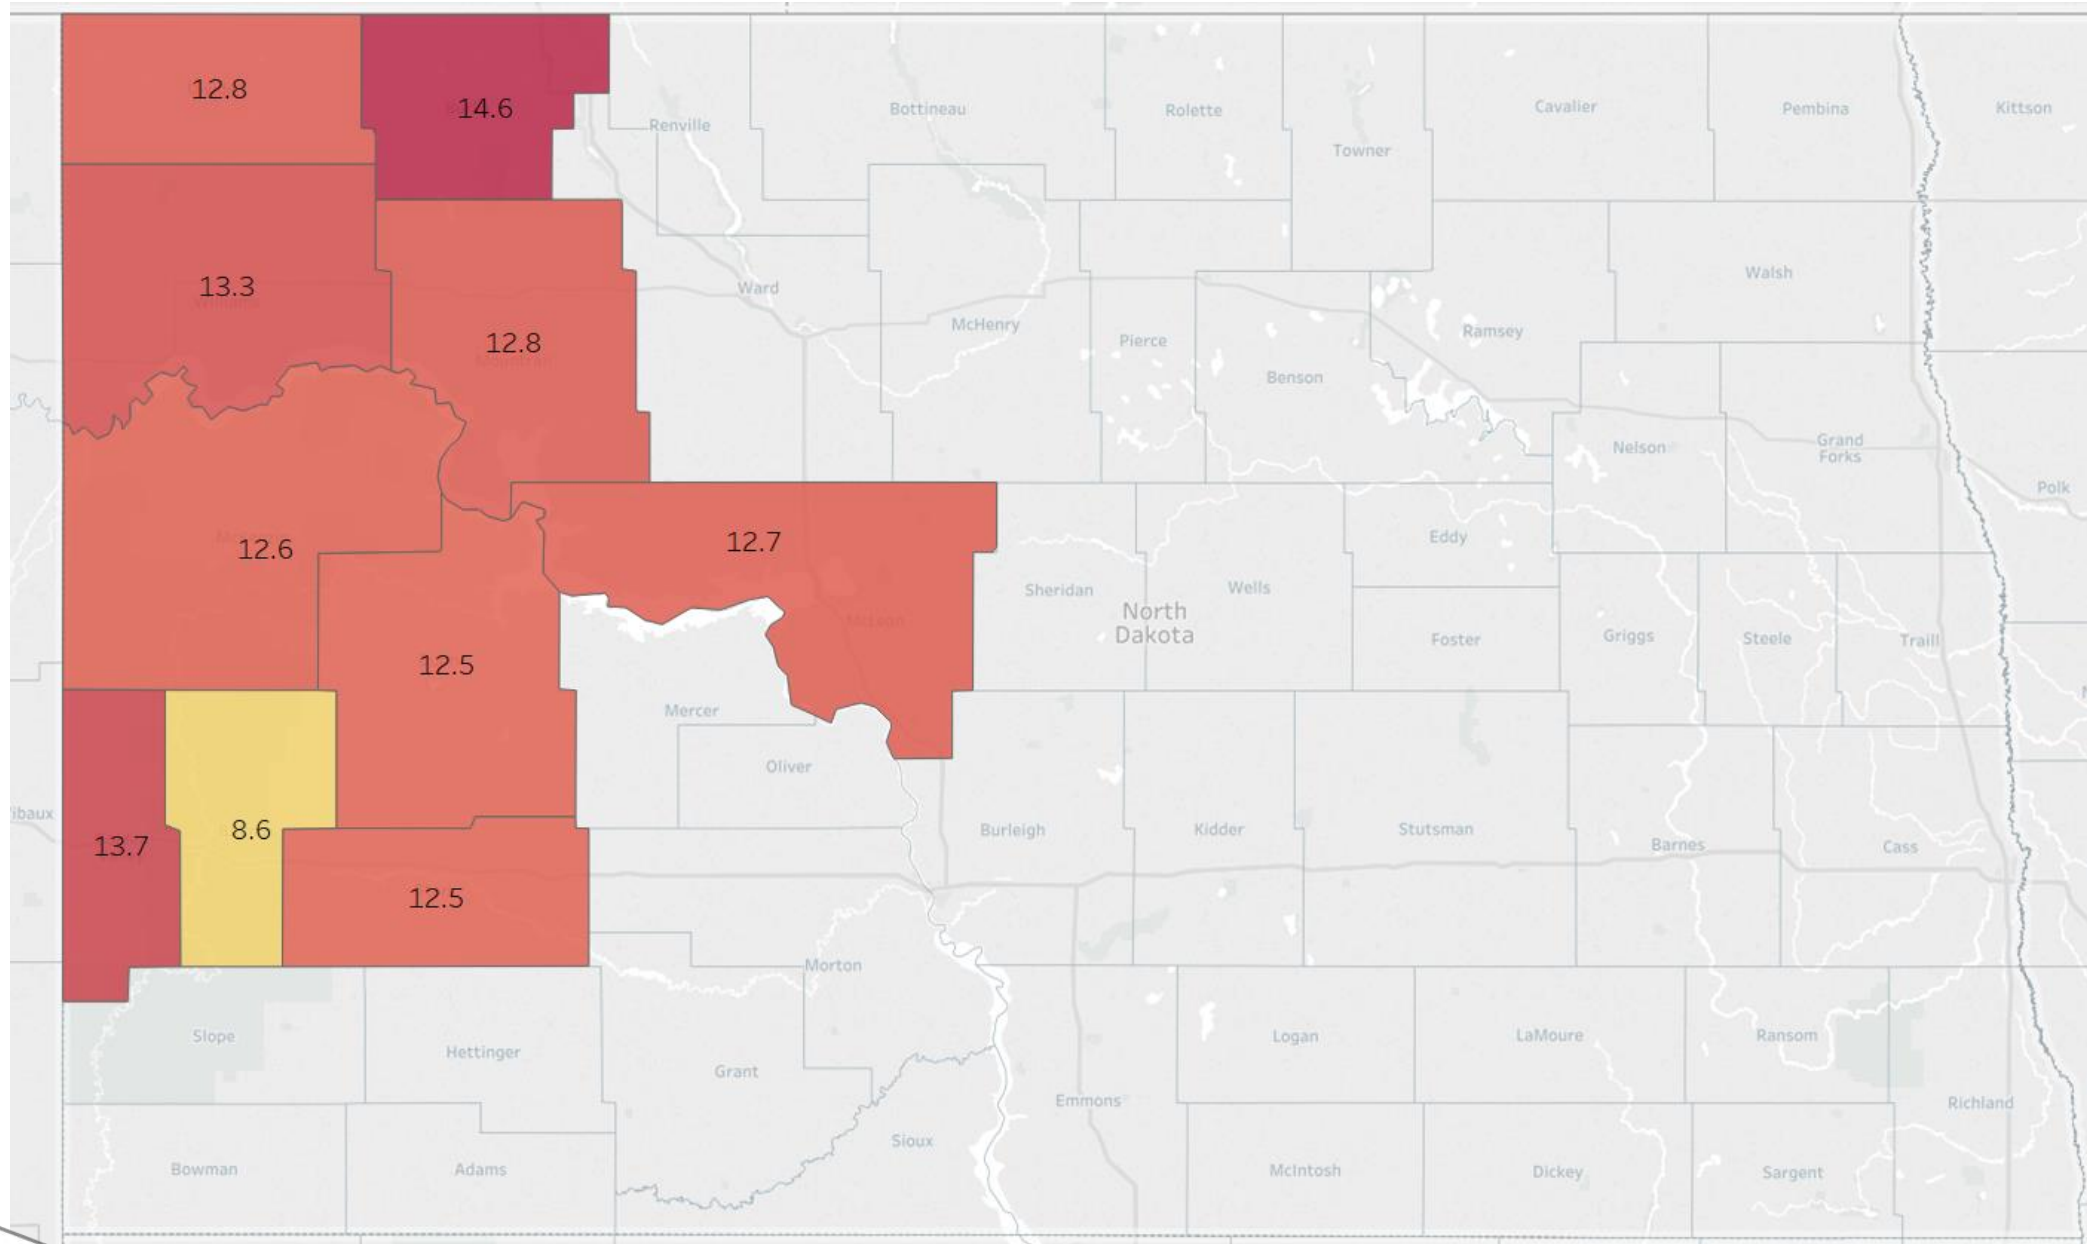 12.8
14.6
Renville
Bottineau
Rolette
Towner
Cavalier
Pembina
Kittson
13.3
12.8
Ward
McHenry
Pierce
Benson
Ramsey
Walsh
Nelson
Grand
Forks
Polk
12.6
12.7
McLean
Sheridan
North
Dakota
Wells
Eddy
Foster
Griggs
Steele
Traill
12.5
Mercer
Oliver
ibaux
13.7
8.6
12.5
Burleigh
Kidder
Stutsman
Barnes
Cass
Morton
Slope
Hettinger
Grant
Emmons
Logan
LaMoure
Ransom
Richland
Bowman
Adams
Sioux
McIntosh
Dickey
Sargent